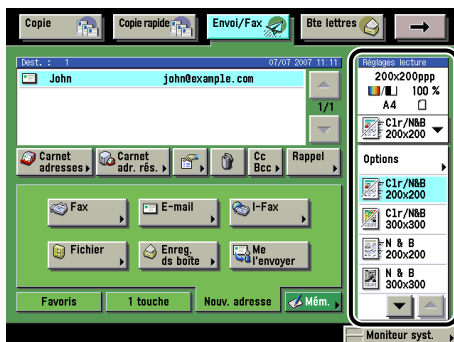 Copie
Copie rapide
Envoi/Fax
Bte lettres
Dest. : 1
07/07 2007 11:11
John
john@example.com
1/1
Carnet
adresses
Carnet
adr. rés.
Cc
Bcc
Rappel
Fax
E-mail
I-Fax
Fichier
Enreg.
ds boîte
Me
l'envoyer
Favoris
1 touche
Nouv. adresse
Mém.
Réglages lecture
200x200ppp
100 %
A4
Clr/N&B
200x200
Options
Clr/N&B
200x200
Clr/N&B
300x300
N & B
200x200
N & B
300x300
Moniteur syst.